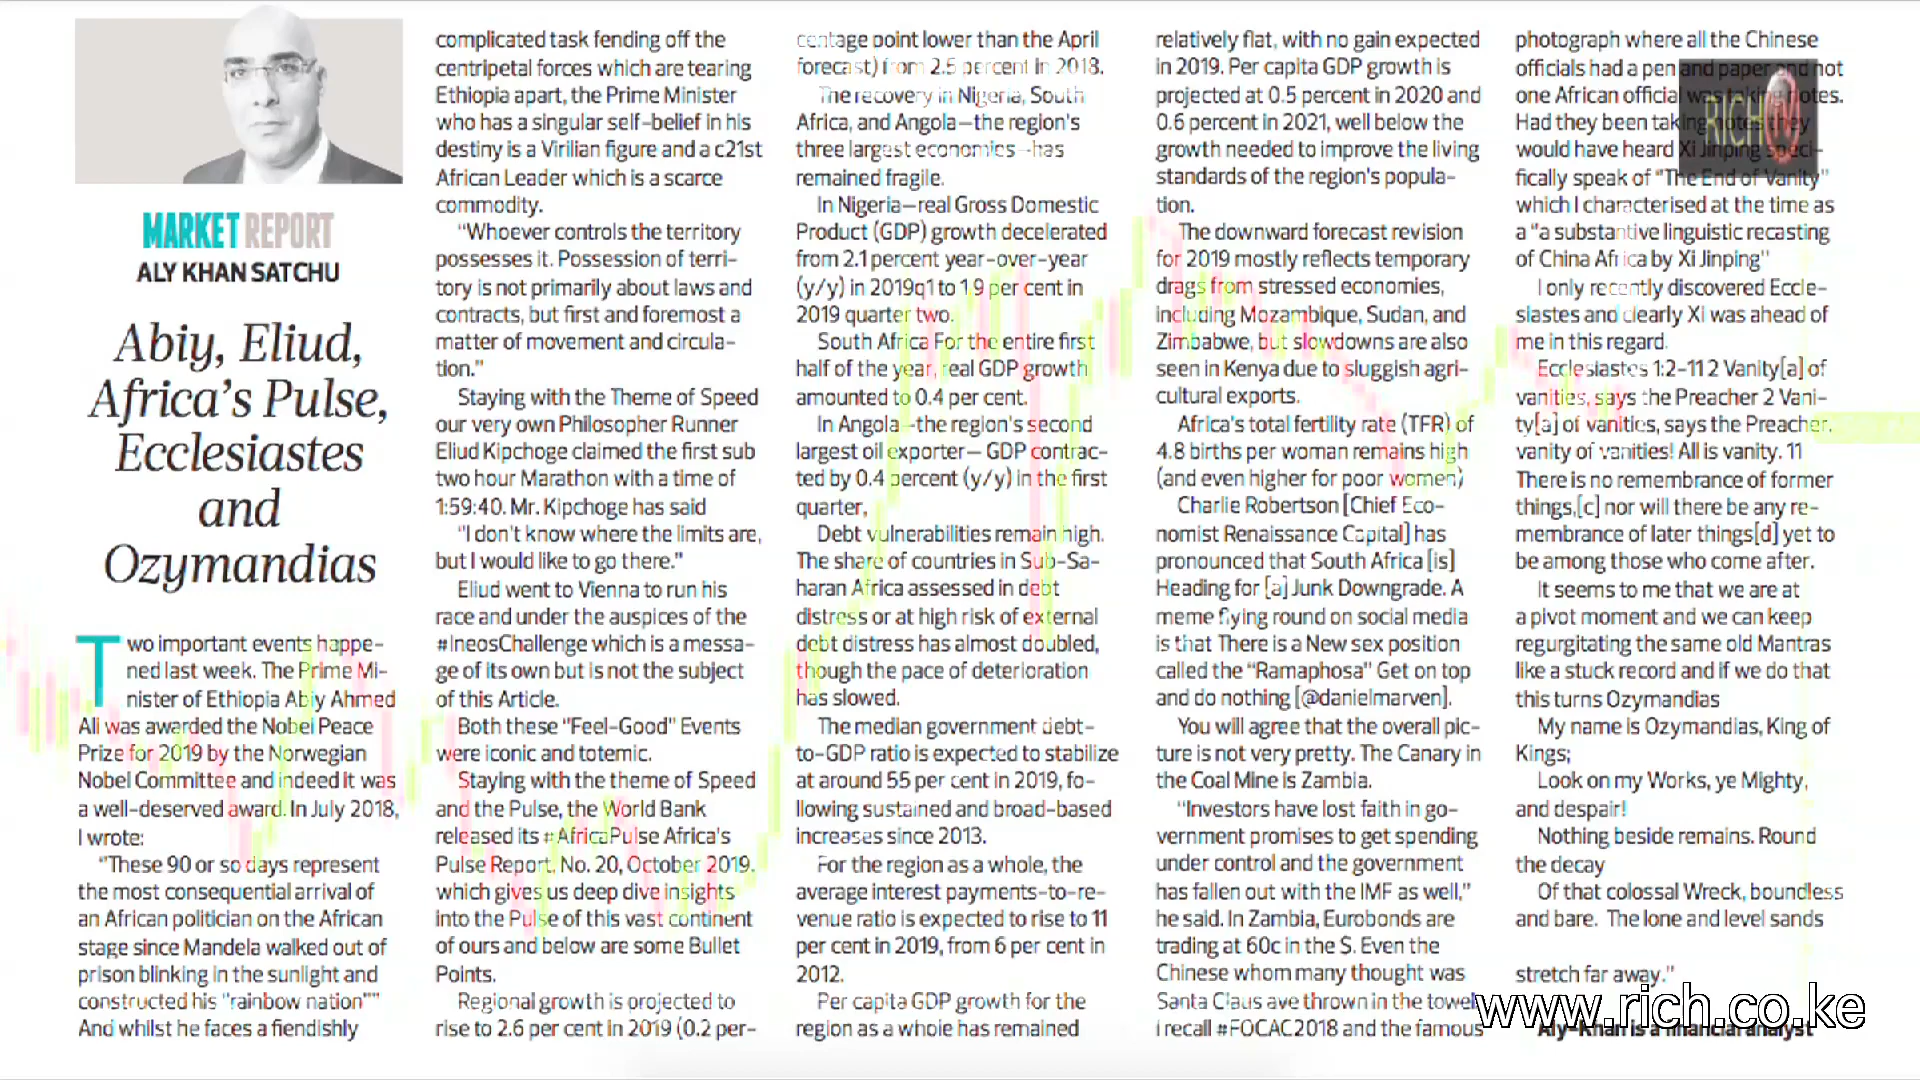 MARKET REPORT
ALY KHAN SATCHU
Abiy, Eliud,
Africa's Pulse,
Ecclesiastes
and
Ozymandias
Two important events happe-
ned last week. The Prime Mi-
nister of Ethiopia Abiy Ahmed
Ali was awarded the Nobel Peace
Prize for 2019 by the Norwegian
Nobel Committee and indeed it was
a well-deserved award. In July 2018,
I wrote:
"These 90 or so days represent
the most consequential arrival of
an African politician on the African
stage since Mandela walked out of
prison blinking in the sunlight and
constructed his "rainbow nation""
And whilst he faces a fiendishly
complicated task fending off the
centripetal forces which are tearing
Ethiopia apart, the Prime Minister
who has a singular self-belief in his
destiny is a Virilian figure and a c21st
African Leader which is a scarce
commodity.
"Whoever controls the territory
possesses it. Possession of terri-
tory is not primarily about laws and
contracts, but first and foremost a
matter of movement and circula-
tion."
Staying with the Theme of Speed
our very own Philosopher Runner
Eliud Kipchoge claimed the first sub
two hour Marathon with a time of
1:59:40. Mr. Kipchoge has said
"I don't know where the limits are,
but I would like to go there."
Eliud went to Vienna to run his
race and under the auspices of the
#IneosChallenge which is a messa-
ge of its own but is not the subject
of this Article.
Both these "Feel-Good" Events
were iconic and totemic.
Staying with the theme of Speed
and the Pulse, the World Bank
released its #AfricaPulse Africa's
Pulse Report, No. 20, October 2019.
which gives us deep dive insights
into the Pulse of this vast continent
of ours and below are some Bullet
Points.
Regional growth is projected to
rise to 2.6 per cent in 2019 (0.2 per-
centage point lower than the April
forecast) from 2.5 percent in 2018.
The recovery in Nigeria, South
Africa, and Angola—the region's
three largest economies—has
remained fragile.
In Nigeria—real Gross Domestic
Product (GDP) growth decelerated
from 2.1 percent year-over-year
(y/y) in 2019q1 to 1.9 per cent in
2019 quarter two.
South Africa For the entire first
half of the year, real GDP growth
amounted to 0.4 per cent.
In Angola—the region's second
largest oil exporter— GDP contrac-
ted by 0.4 percent (y/y) in the first
quarter,
Debt vulnerabilities remain high.
The share of countries in Sub-Sa-
haran Africa assessed in debt
distress or at high risk of external
debt distress has almost doubled,
though the pace of deterioration
has slowed.
The median government debt-
to-GDP ratio is expected to stabilize
at around 55 per cent in 2019, fo-
llowing sustained and broad-based
increases since 2013.
For the region as a whole, the
average interest payments-to-re-
venue ratio is expected to rise to 11
per cent in 2019, from 6 per cent in
2012.
Per capita GDP growth for the
region as a whole has remained
relatively flat, with no gain expected
in 2019. Per capita GDP growth is
projected at 0.5 percent in 2020 and
0.6 percent in 2021, well below the
growth needed to improve the living
standards of the region's popula-
tion.
The downward forecast revision
for 2019 mostly reflects temporary
drags from stressed economies,
including Mozambique, Sudan, and
Zimbabwe, but slowdowns are also
seen in Kenya due to sluggish agri-
cultural exports.
Africa's total fertility rate (TFR) of
4.8 births per woman remains high
(and even higher for poor women)
Charlie Robertson [Chief Eco-
nomist Renaissance Capital] has
pronounced that South Africa [is]
Heading for [a] Junk Downgrade. A
meme flying round on social media
is that There is a New sex position
called the "Ramaphosa" Get on top
and do nothing [@danielmarven].
You will agree that the overall pic-
ture is not very pretty. The Canary in
the Coal Mine is Zambia.
"Investors have lost faith in go-
vernment promises to get spending
under control and the government
has fallen out with the IMF as well,"
he said. In Zambia, Eurobonds are
trading at 60c in the $. Even the
Chinese whom many thought was
Santa Claus ave thrown in the towel
i recall #FOCAC2018 and the famous
photograph where all the Chinese
officials had a pen and paper and not
one African official was taking notes.
Had they been taking notes they
would have heard Xi Jinping speci-
fically speak of "The End of Vanity"
which I characterised at the time as
a "a substantive linguistic recasting
of China Africa by Xi Jinping"
I only recently discovered Eccle-
siastes and clearly Xi was ahead of
me in this regard.
Ecclesiastes 1:2-11 2 Vanity[a] of
vanities, says the Preacher 2 Vani-
ty[a] of vanities, says the Preacher,
vanity of vanities! All is vanity. 11
There is no remembrance of former
things,[c] nor will there be any re-
membrance of later things[d] yet to
be among those who come after.
It seems to me that we are at
a pivot moment and we can keep
regurgitating the same old Mantras
like a stuck record and if we do that
this turns Ozymandias
My name is Ozymandias, King of
Kings;
Look on my Works, ye Mighty,
and despair!
Nothing beside remains. Round
the decay
Of that colossal Wreck, boundless
and bare. The lone and level sands
stretch far away."
Aly-Khan is a financial analyst
RICH
www.rich.co.ke